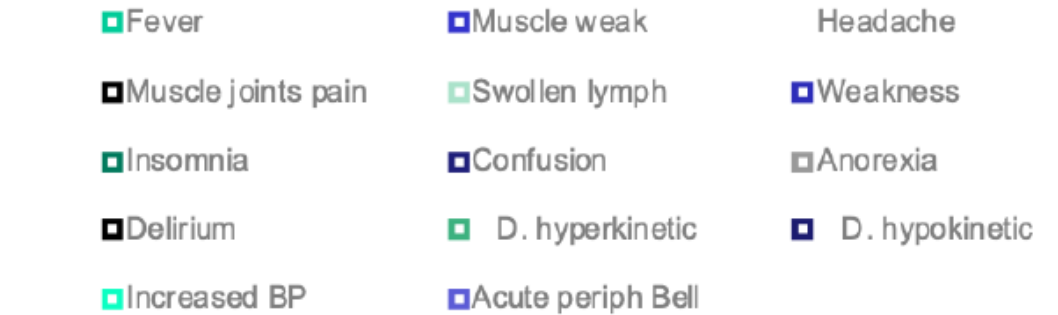 Fever Muscle weak Headache
Muscle joints pain Swollen lymph Weakness
Insomnia Confusion Anorexia
Delirium D. hyperkinetic D. hypokinetic
Increased BP Acute periph Bell